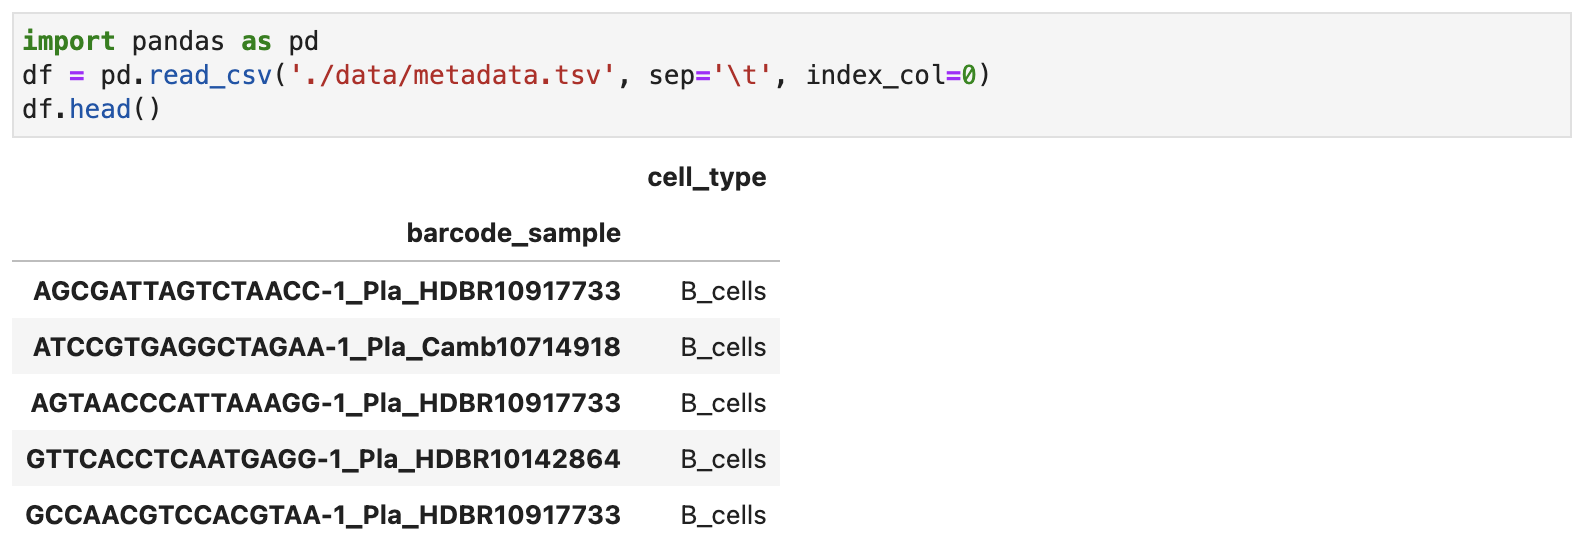 import pandas as pd
df = pd.read_csv('./data/metadata.tsv', sep='\t', index_col=0)
df.head()
cell_type
barcode_sample
AGCGATTAGTCTAACC-1_Pla_HDBR10917733 B_cells
ATCCGTGAGGCTAGAA-1_Pla_Camb10714918 B_cells
AGTAACCCATTAAAGG-1_Pla_HDBR10917733 B_cells
GTTCACCTCAATGAGG-1_Pla_HDBR10142864 B_cells
GCCAACGTCCACGTAA-1_Pla_HDBR10917733 B_cells